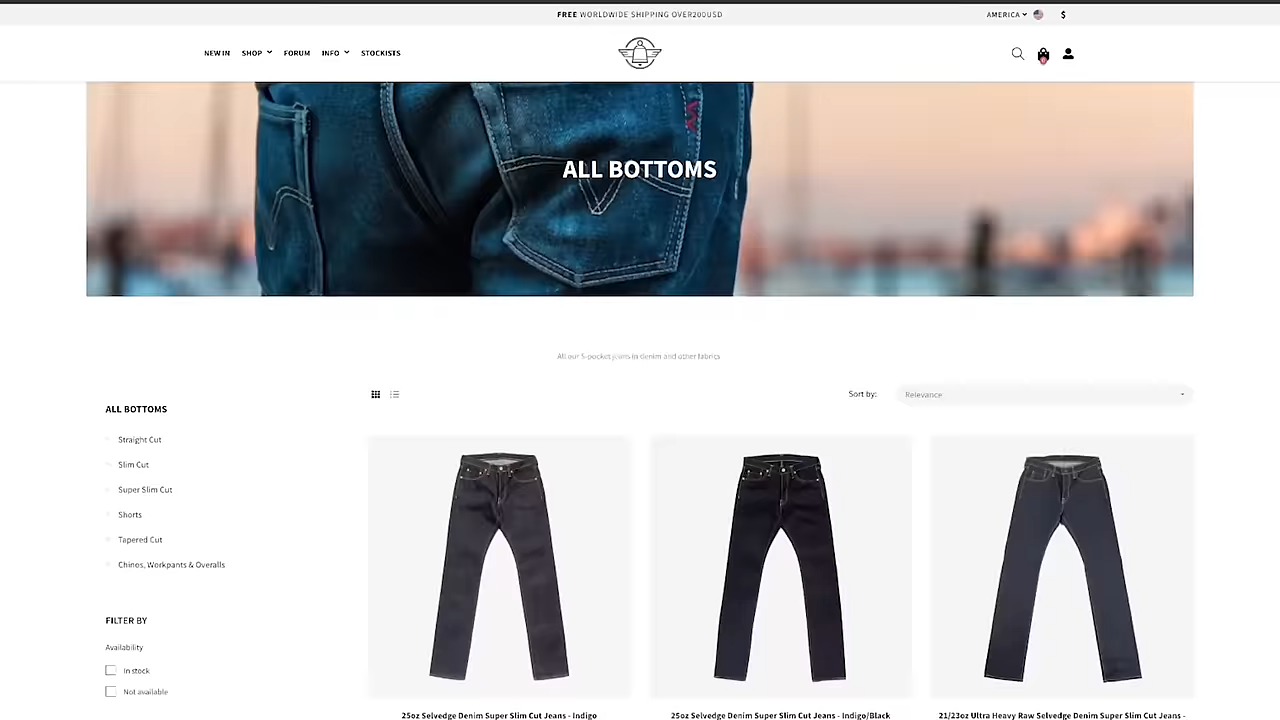 FREE WORLDWIDE SHIPPING OVER200USD
AMERICA
$
NEW IN
SHOP
FORUM
INFO
STOCKISTS
0
ALL BOTTOMS
All our 5-pocket jeans in denim and other fabrics
Sort by:
Relevance
ALL BOTTOMS
Straight Cut
Slim Cut
Super Slim Cut
Shorts
Tapered Cut
Chinos, Workpants & Overalls
FILTER BY
Availability
In stock
Not available
25oz Selvedge Denim Super Slim Cut Jeans - Indigo
25oz Selvedge Denim Super Slim Cut Jeans - Indigo/Black
21/23oz Ultra Heavy Raw Selvedge Denim Super Slim Cut Jeans -